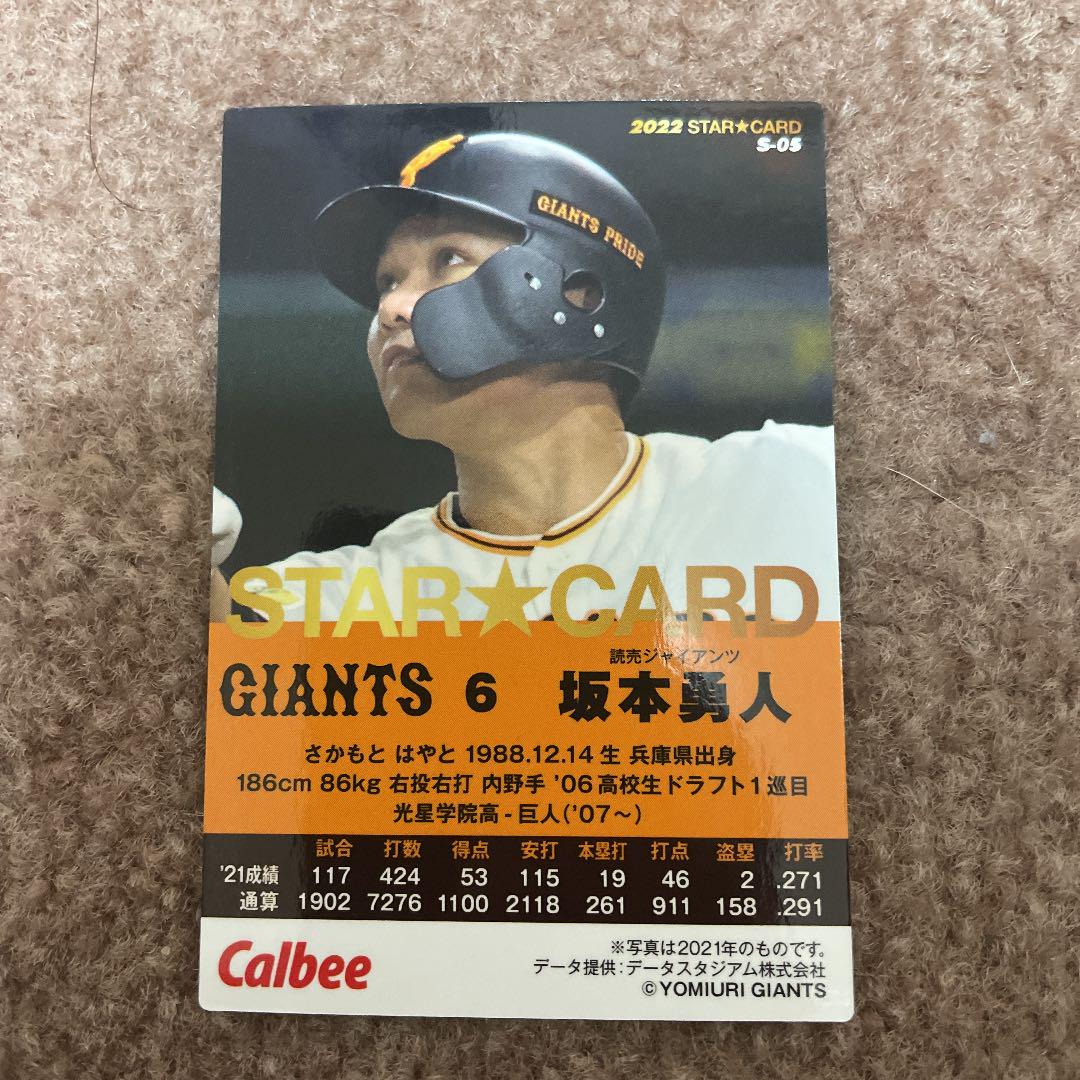 2022 STAR★CARD
S-05
GIANTS PRIDE
STAR★CARD
読売ジャイアンツ
GIANTS 6 坂本勇人
さかもと はやと 1988.12.14生 兵庫県出身
186cm 86kg 右投右打 内野手 '06高校生ドラフト1巡目
光星学院高-巨人('07~)
試合 打数 得点 安打 本塁打 打点 盗塁 打率
'21成績 117 424 53 115 19 46 2 .271
通算 1902 7276 1100 2118 261 911 158 .291
Calbee
※写真は2021年のものです。
データ提供:データスタジアム株式会社
©YOMIURI GIANTS